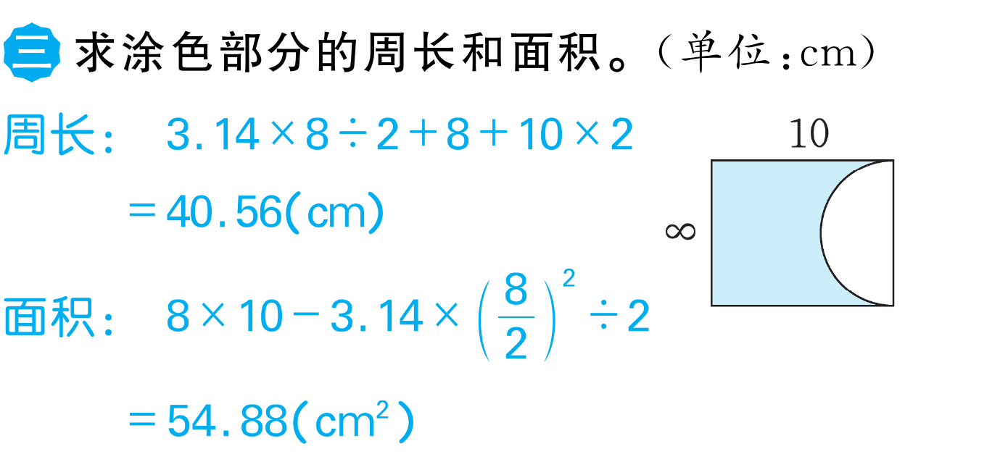 三 求涂色部分的周长和面积。(单位:cm)
周长: 3.14×8÷2+8+10×2
=40.56(cm)
面积: 8×10-3.14×(8/2)²÷2
=54.88(cm²)
10
8